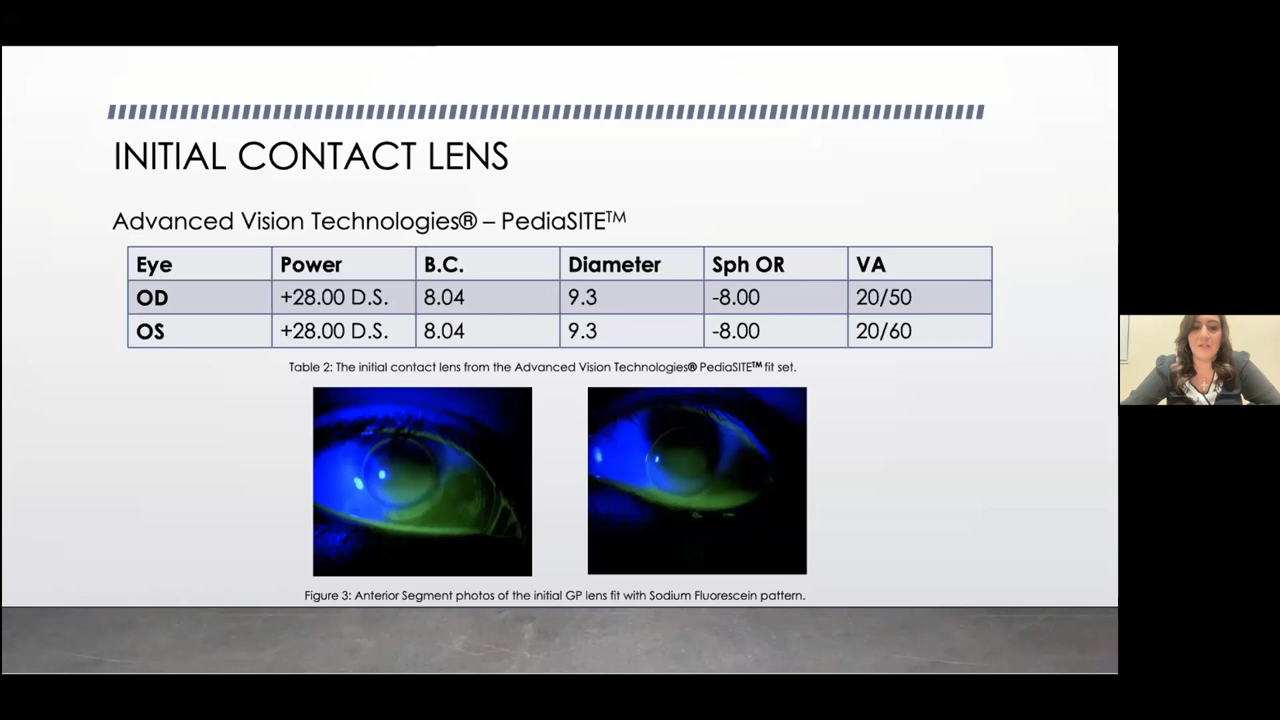 INITIAL CONTACT LENS
Advanced Vision Technologies® – PediaSITE™
Eye Power B.C. Diameter Sph OR VA
OD +28.00 D.S. 8.04 9.3 -8.00 20/50
OS +28.00 D.S. 8.04 9.3 -8.00 20/60
Table 2: The initial contact lens from the Advanced Vision Technologies® PediaSITE™ fit set.
Figure 3: Anterior Segment photos of the initial GP lens fit with Sodium Fluorescein pattern.